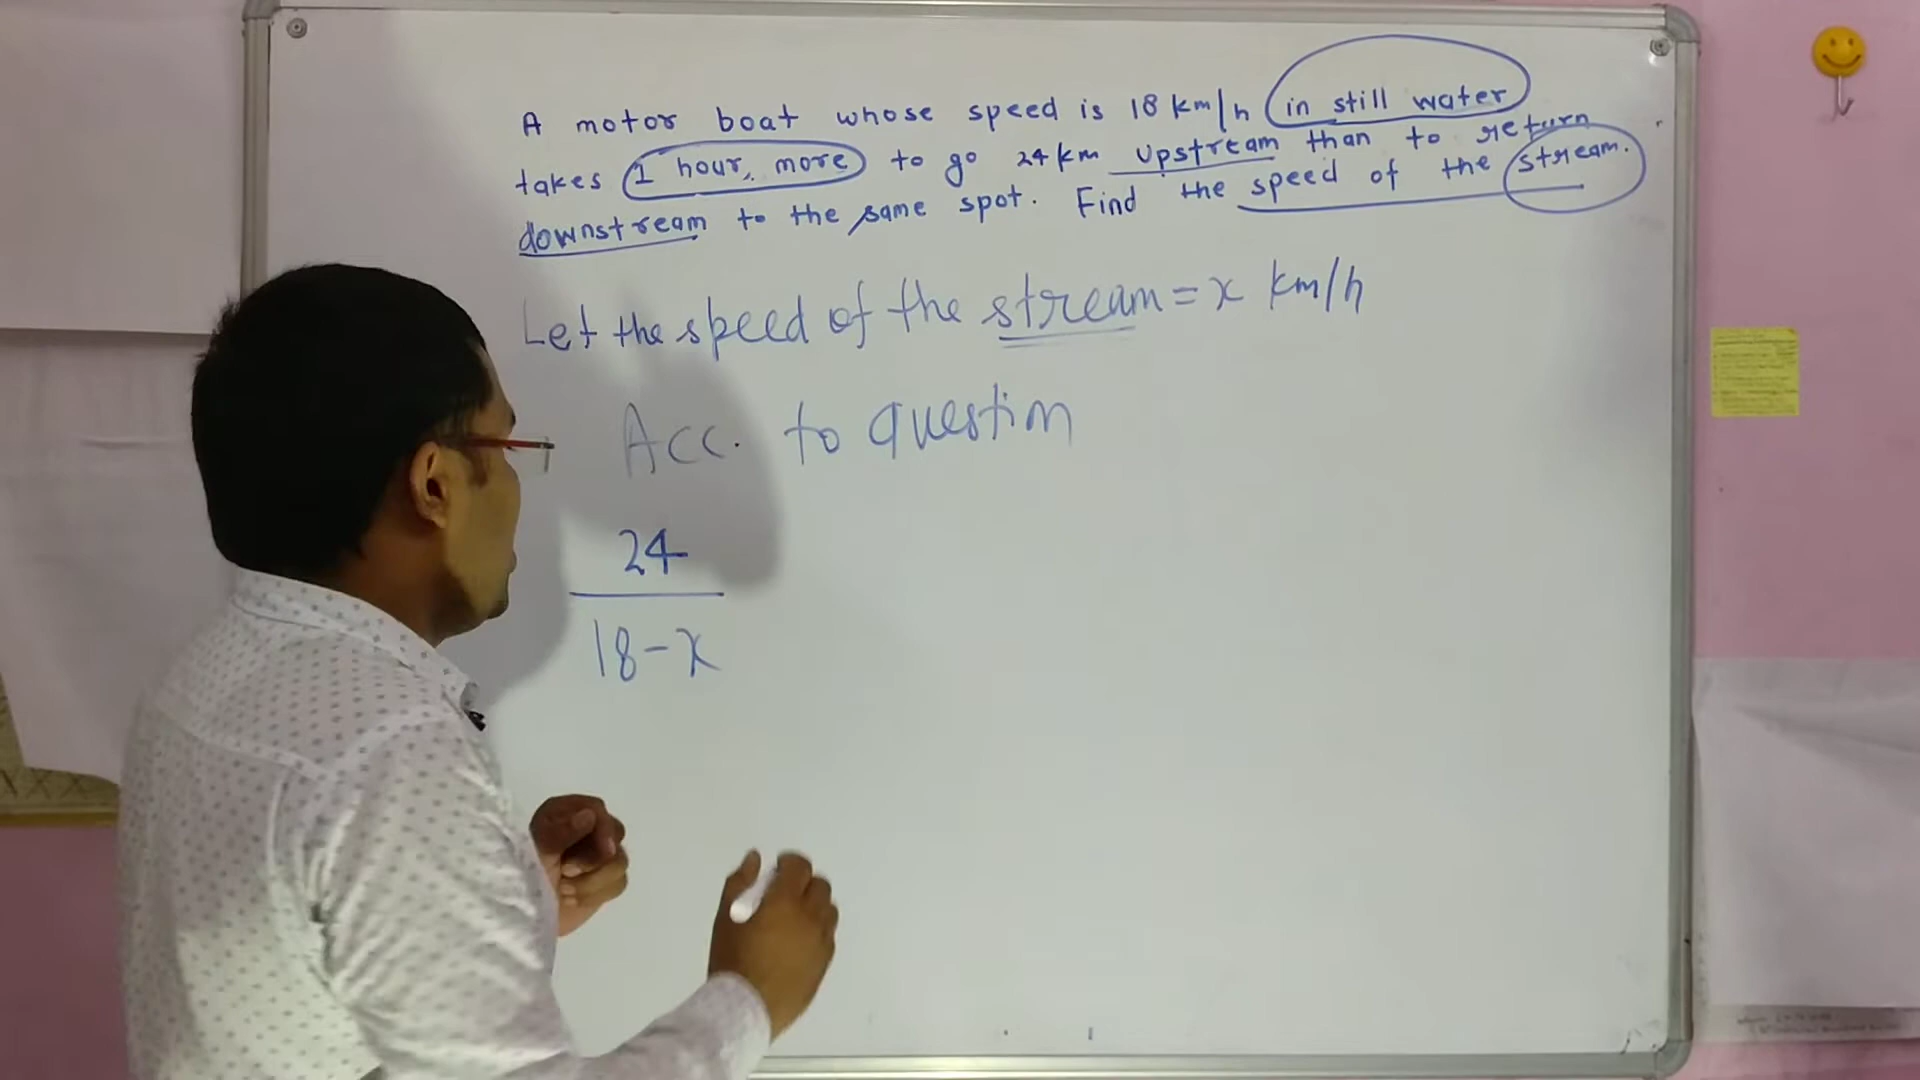 A motor boat whose speed is 18 km/h in still water
takes 1 hour, more to go 24 km upstream than to return
downstream to the same spot. Find the speed of the stream.
Let the speed of the stream = x km/h
Acc. to question
24
18-x